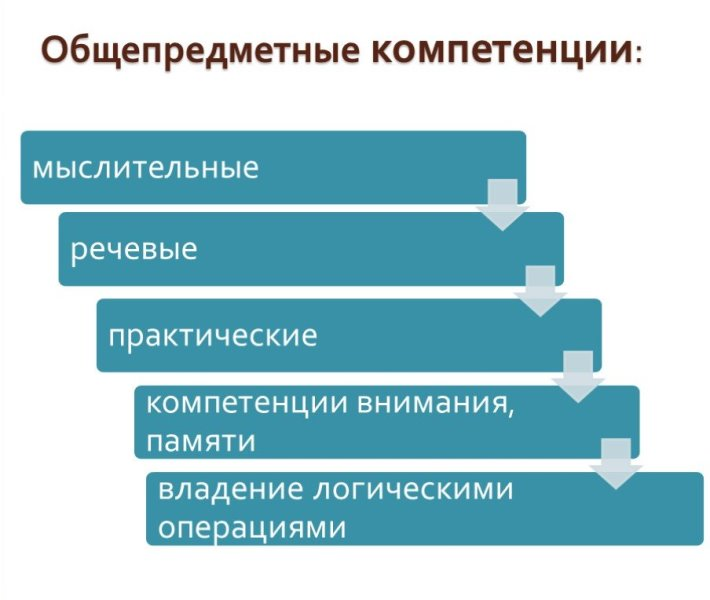 Общепредметные компетенции:
мыслительные
речевые
практические
компетенции внимания,
памяти
владение логическими
операциями